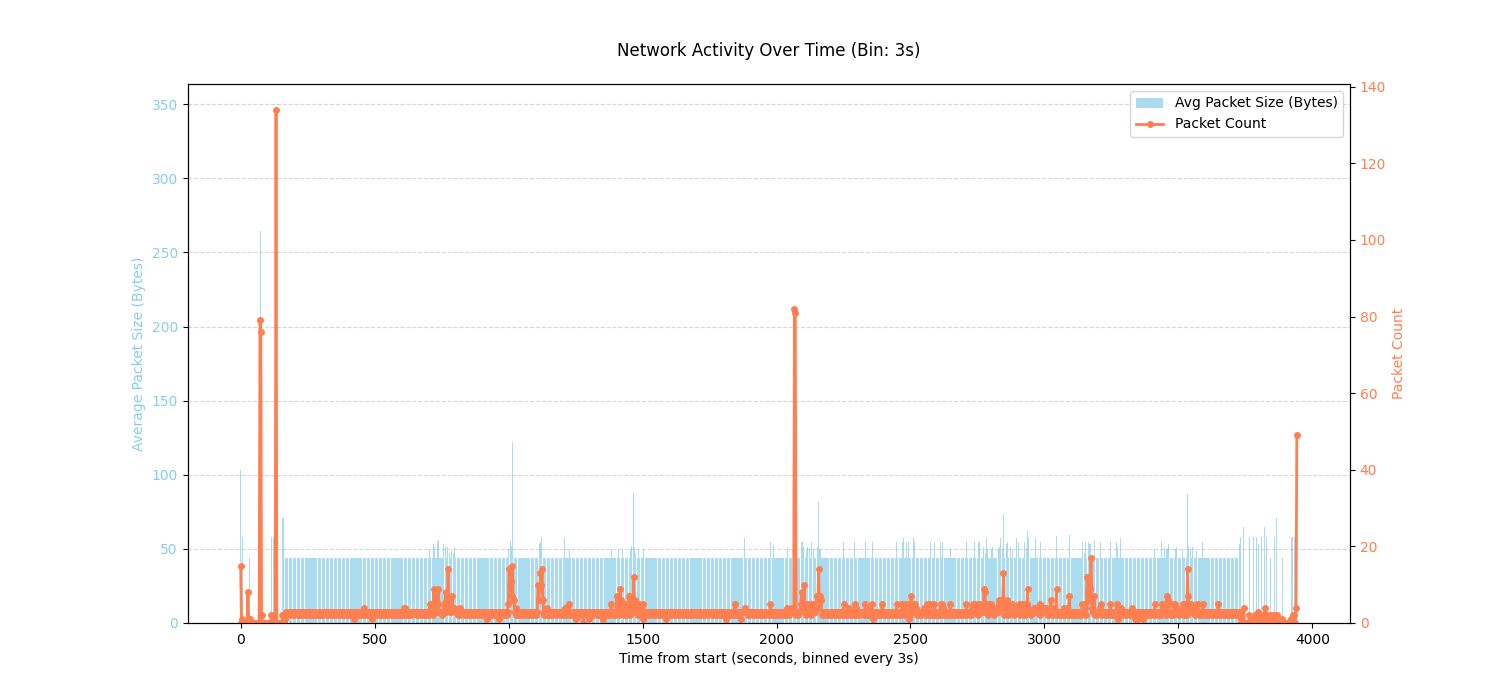 Network Activity Over Time (Bin: 3s)
Avg Packet Size (Bytes)
Packet Count
350
300
250
200
150
100
50
0
Average Packet Size (Bytes)
140
120
100
80
60
40
20
0
Packet Count
0 500 1000 1500 2000 2500 3000 3500 4000
Time from start (seconds, binned every 3s)